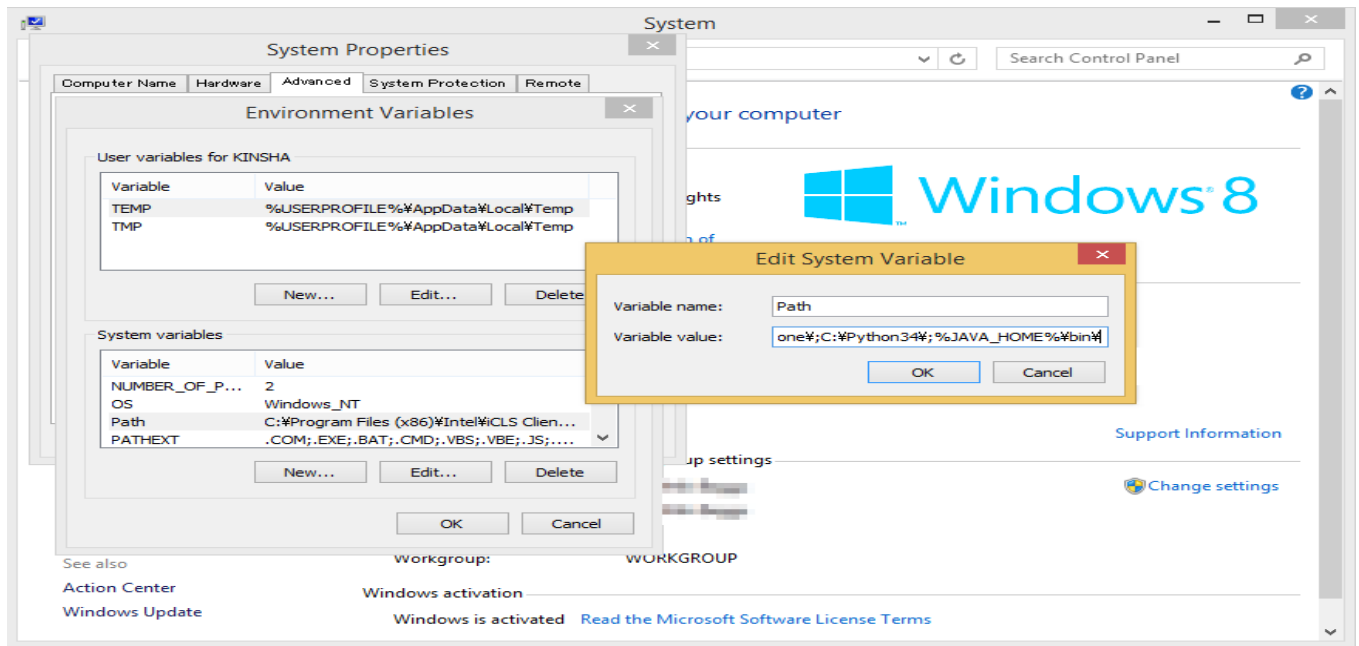 System
System Properties
Search Control Panel
Computer Name Hardware Advanced System Protection Remote
Environment Variables
your computer
User variables for KINSHA
Variable Value
TEMP %USERPROFILE%¥AppData¥Local¥Temp
TMP %USERPROFILE%¥AppData¥Local¥Temp
New... Edit... Delete
ghts
Windows 8
n of
Edit System Variable
Variable name: Path
Variable value: one¥;C:¥Python34¥;%JAVA_HOME%¥bin¥
OK Cancel
System variables
Variable Value
NUMBER_OF_P... 2
OS Windows_NT
Path C:¥Program Files (x86)¥Intel¥iCLS Clien...
PATHEXT .COM;.EXE;.BAT;.CMD;.VBS;.VBE;.JS;....
New... Edit... Delete
OK Cancel
Support Information
up settings
Change settings
See also
Action Center
Windows Update
Workgroup: WORKGROUP
Windows activation
Windows is activated Read the Microsoft Software License Terms